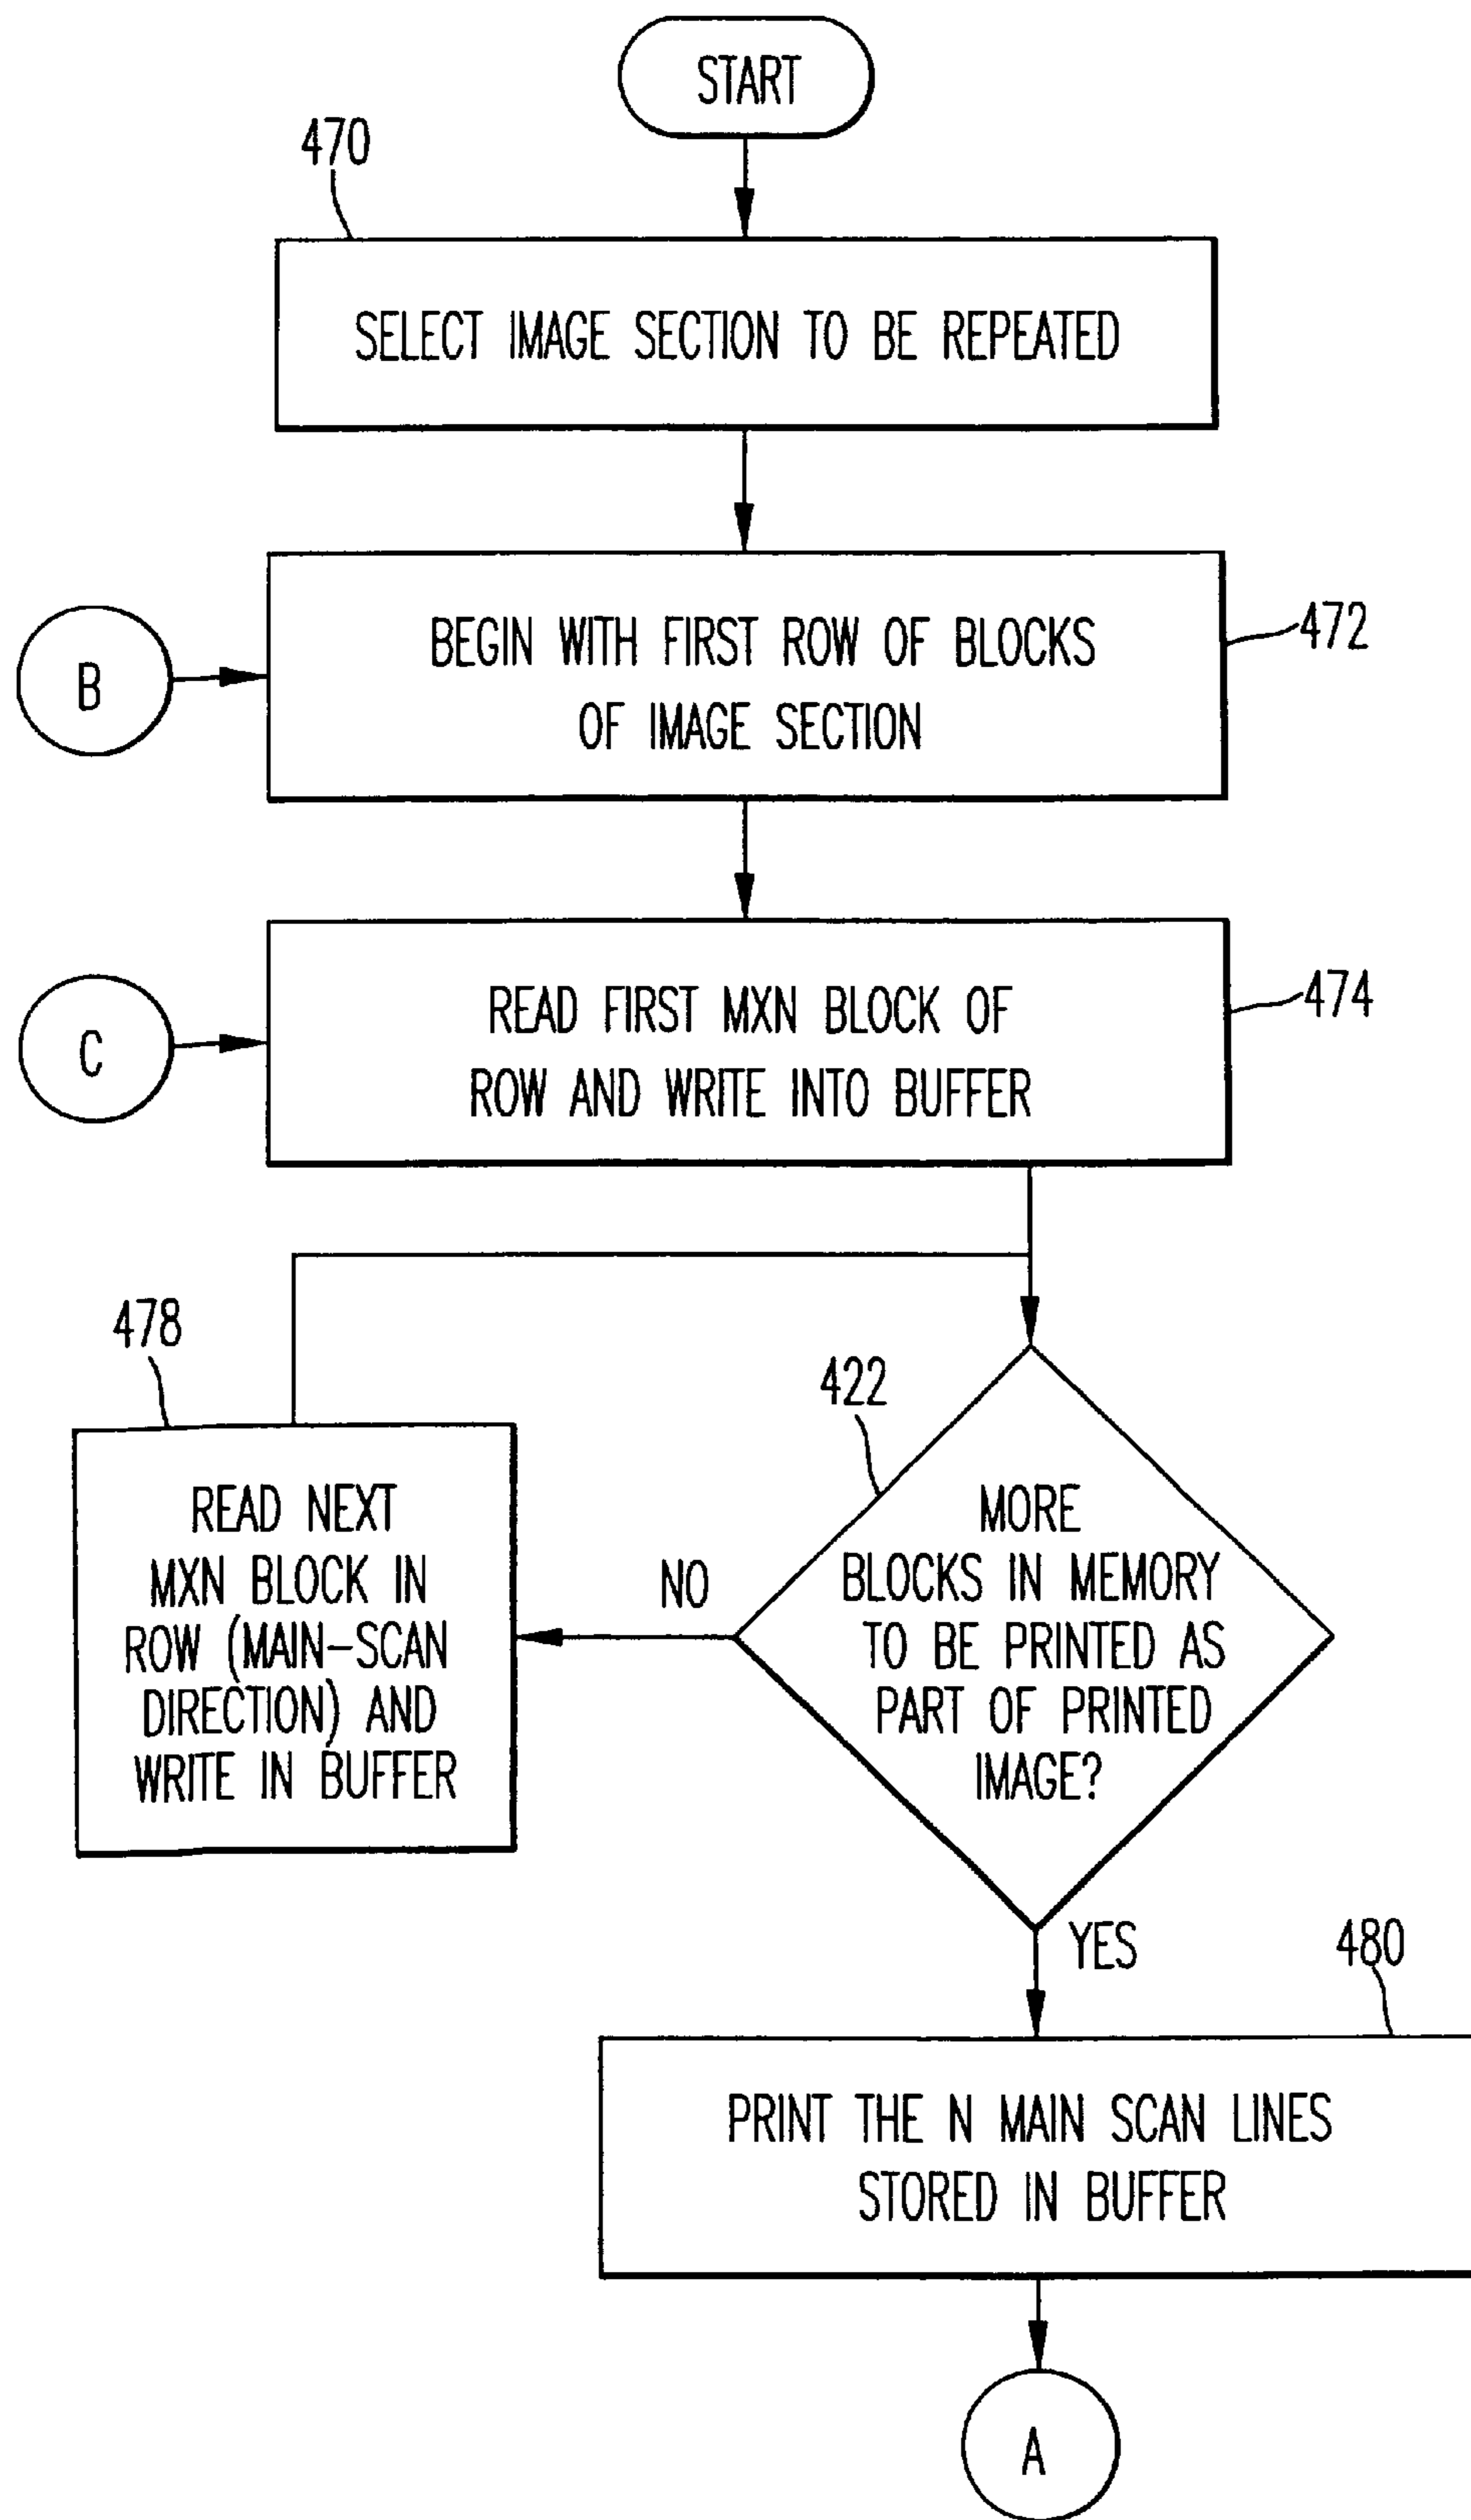 START
470
SELECT IMAGE SECTION TO BE REPEATED
BEGIN WITH FIRST ROW OF BLOCKS
OF IMAGE SECTION
472
B
READ FIRST MXN BLOCK OF
ROW AND WRITE INTO BUFFER
474
C
478
422
READ NEXT
MXN BLOCK IN
ROW (MAIN-SCAN
DIRECTION) AND
WRITE IN BUFFER
NO
MORE
BLOCKS IN MEMORY
TO BE PRINTED AS
PART OF PRINTED
IMAGE?
YES
480
PRINT THE N MAIN SCAN LINES
STORED IN BUFFER
A